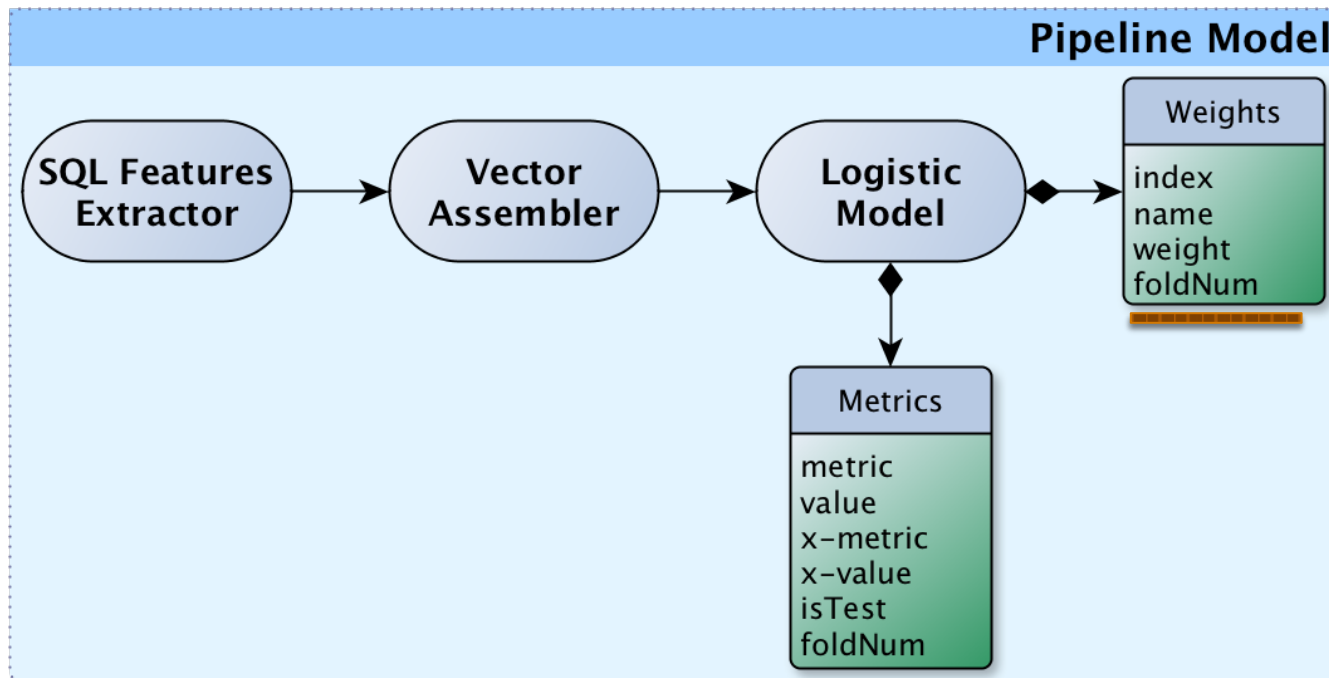 Pipeline Model
SQL Features
Extractor
Vector
Assembler
Logistic
Model
Weights
index
name
weight
foldNum
Metrics
metric
value
x-metric
x-value
isTest
foldNum